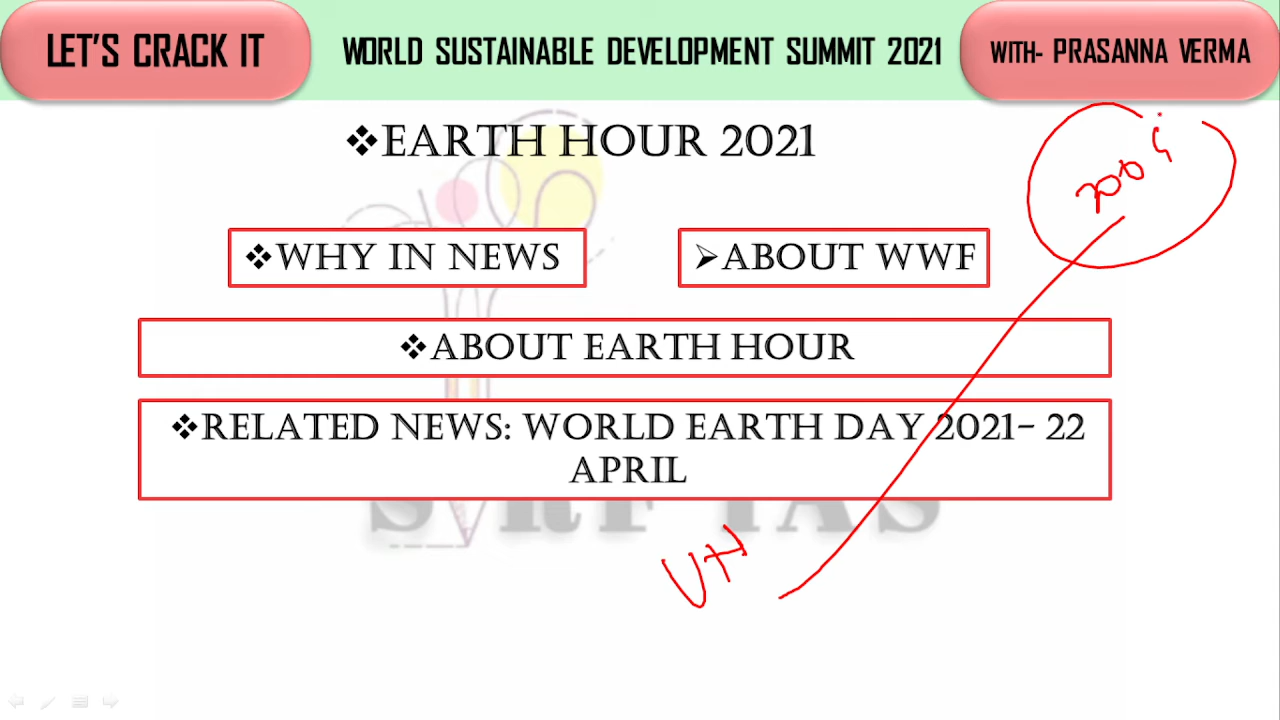 LET'S CRACK IT
WORLD SUSTAINABLE DEVELOPMENT SUMMIT 2021
WITH- PRASANNA VERMA
❖EARTH HOUR 2021
❖WHY IN NEWS
➢ABOUT WWF
❖ABOUT EARTH HOUR
❖RELATED NEWS: WORLD EARTH DAY 2021- 22
APRIL
UN